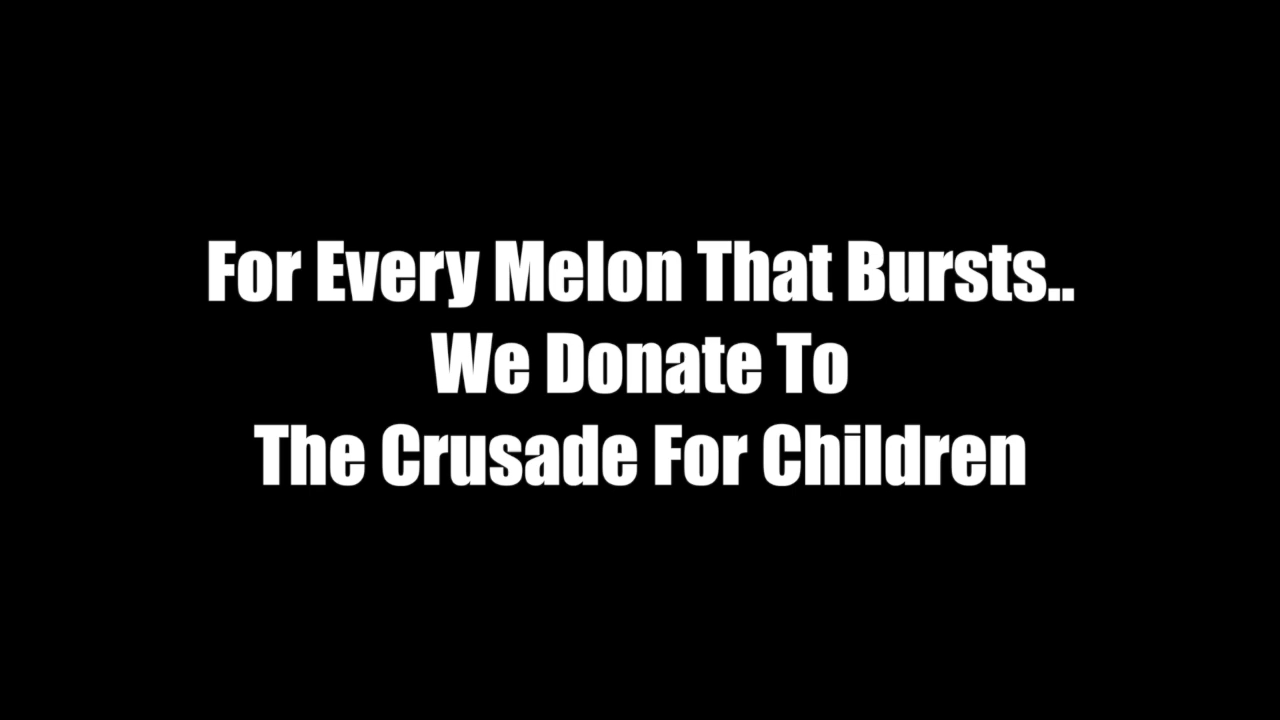 For Every Melon That Bursts..
We Donate To
The Crusade For Children